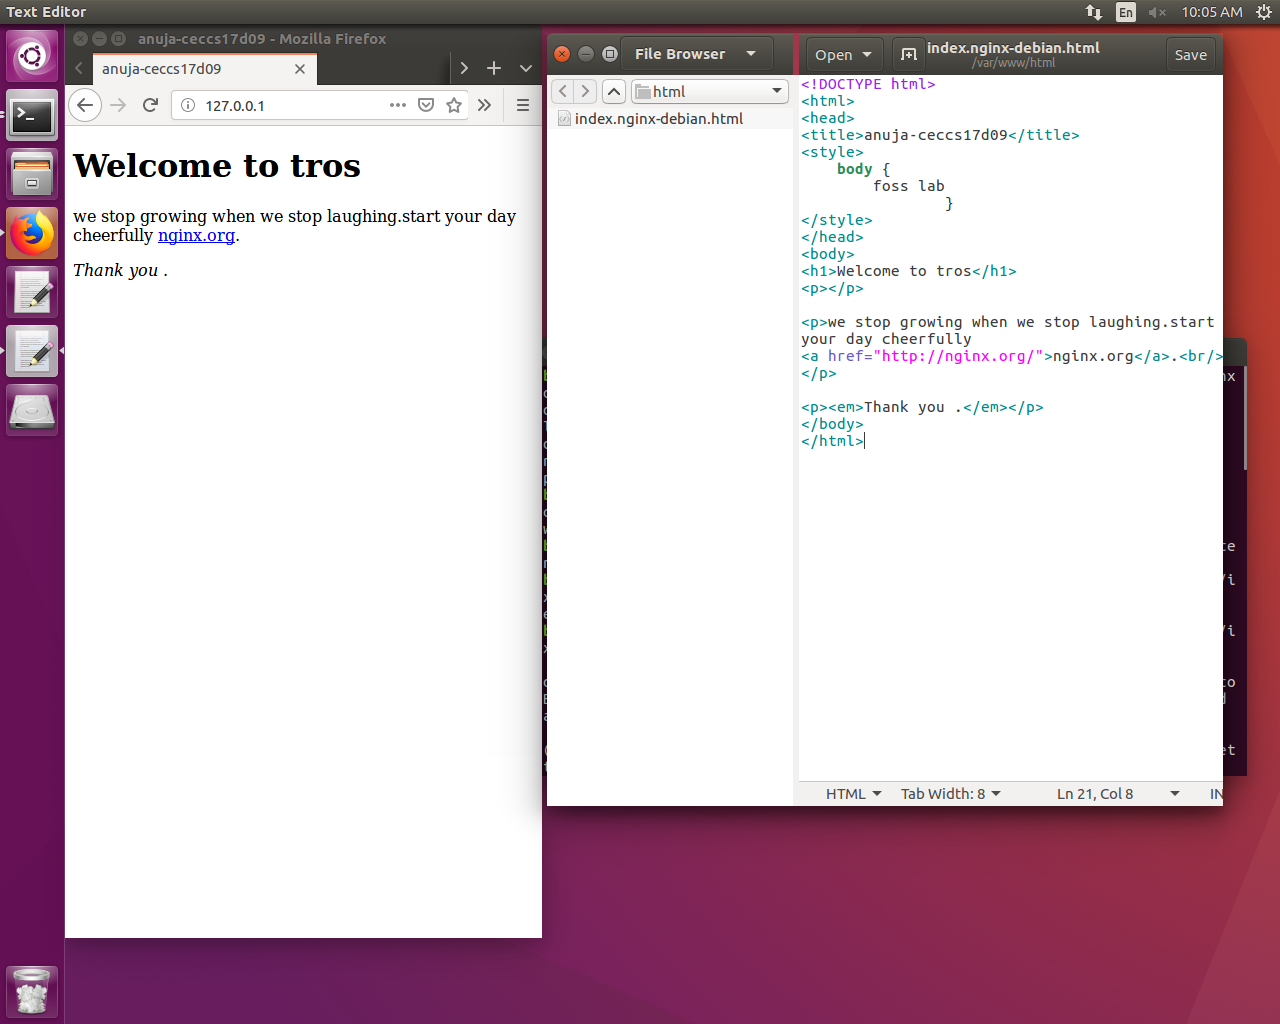 Text Editor
En
10:05 AM
anuja-ceccs17d09 - Mozilla Firefox
anuja-ceccs17d09
127.0.0.1
Welcome to tros
we stop growing when we stop laughing.start your day
cheerfully nginx.org.
Thank you .
File Browser
Open
index.nginx-debian.html
/var/www/html
Save
html
index.nginx-debian.html
<!DOCTYPE html>
<html>
<head>
<title>anuja-ceccs17d09</title>
<style>
body {
foss lab
}
</style>
</head>
<body>
<h1>Welcome to tros</h1>
<p></p>
<p>we stop growing when we stop laughing.start
your day cheerfully
<a href="http://nginx.org/">nginx.org</a>.<br/>
</p>
<p><em>Thank you .</em></p>
</body>
</html>
HTML
Tab Width: 8
Ln 21, Col 8
IN